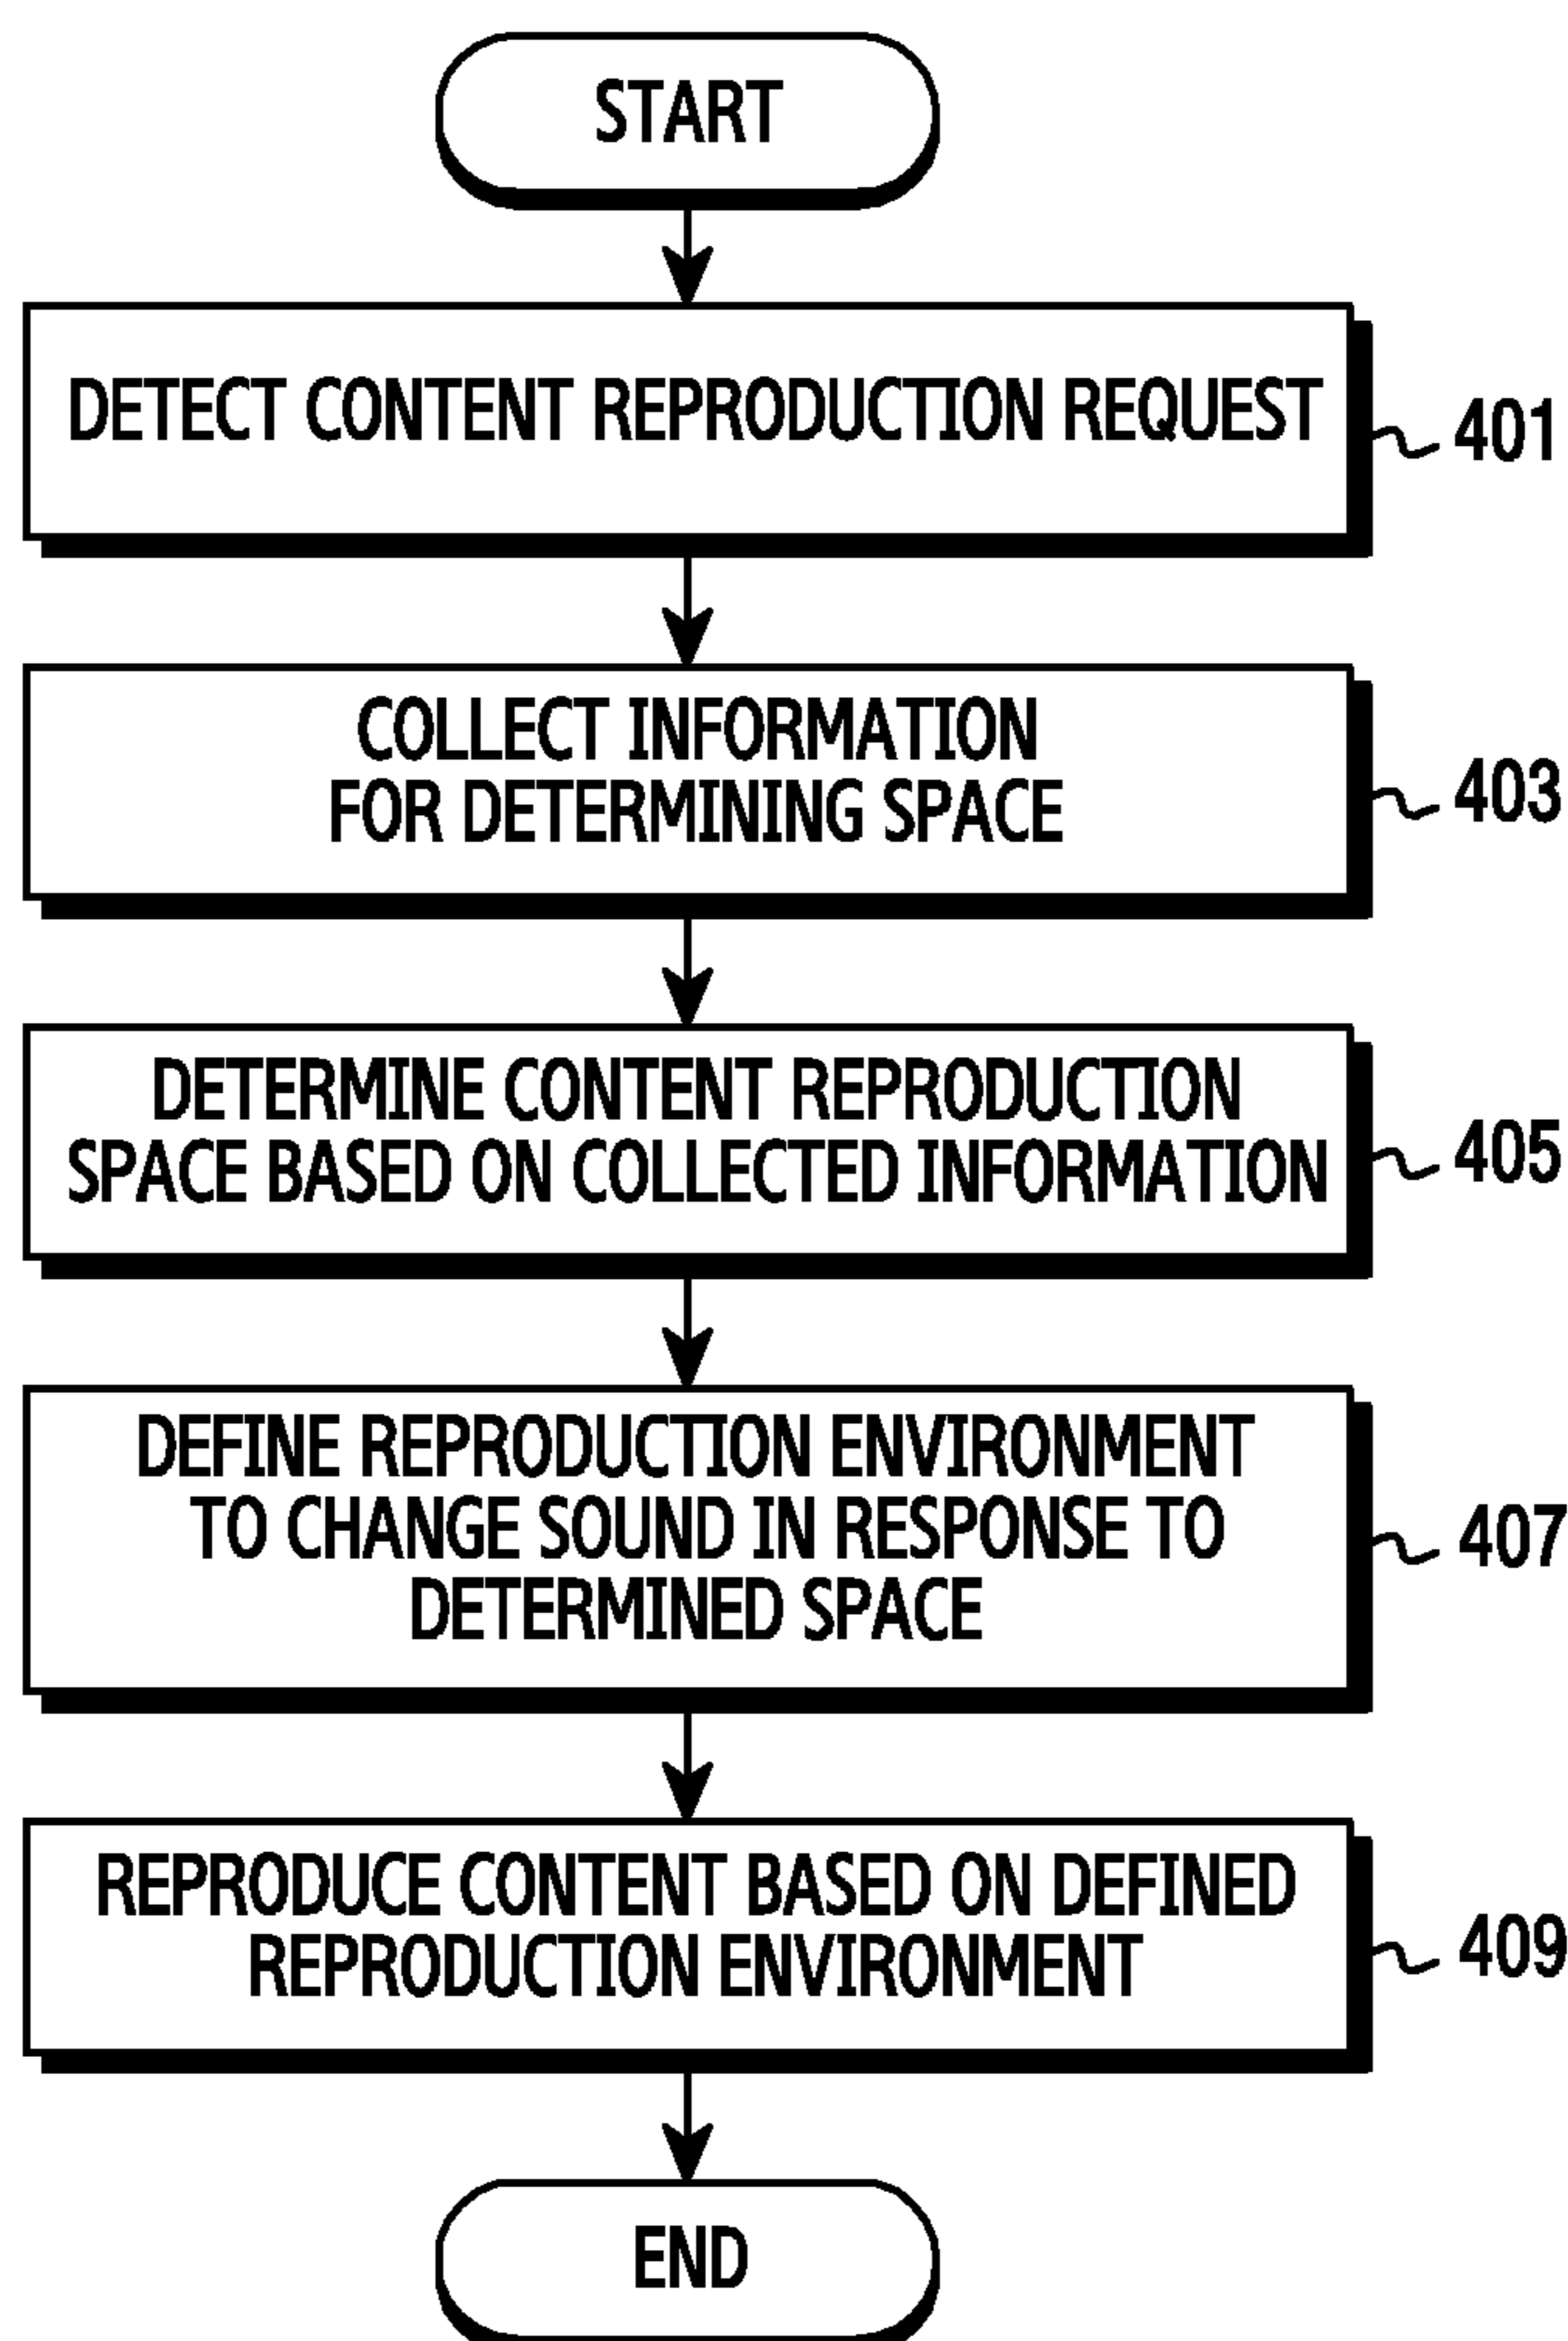 START
DETECT CONTENT REPRODUCTION REQUEST
401
COLLECT INFORMATION
FOR DETERMINING SPACE
403
DETERMINE CONTENT REPRODUCTION
SPACE BASED ON COLLECTED INFORMATION
405
DEFINE REPRODUCTION ENVIRONMENT
TO CHANGE SOUND IN RESPONSE TO
DETERMINED SPACE
407
REPRODUCE CONTENT BASED ON DEFINED
REPRODUCTION ENVIRONMENT
409
END